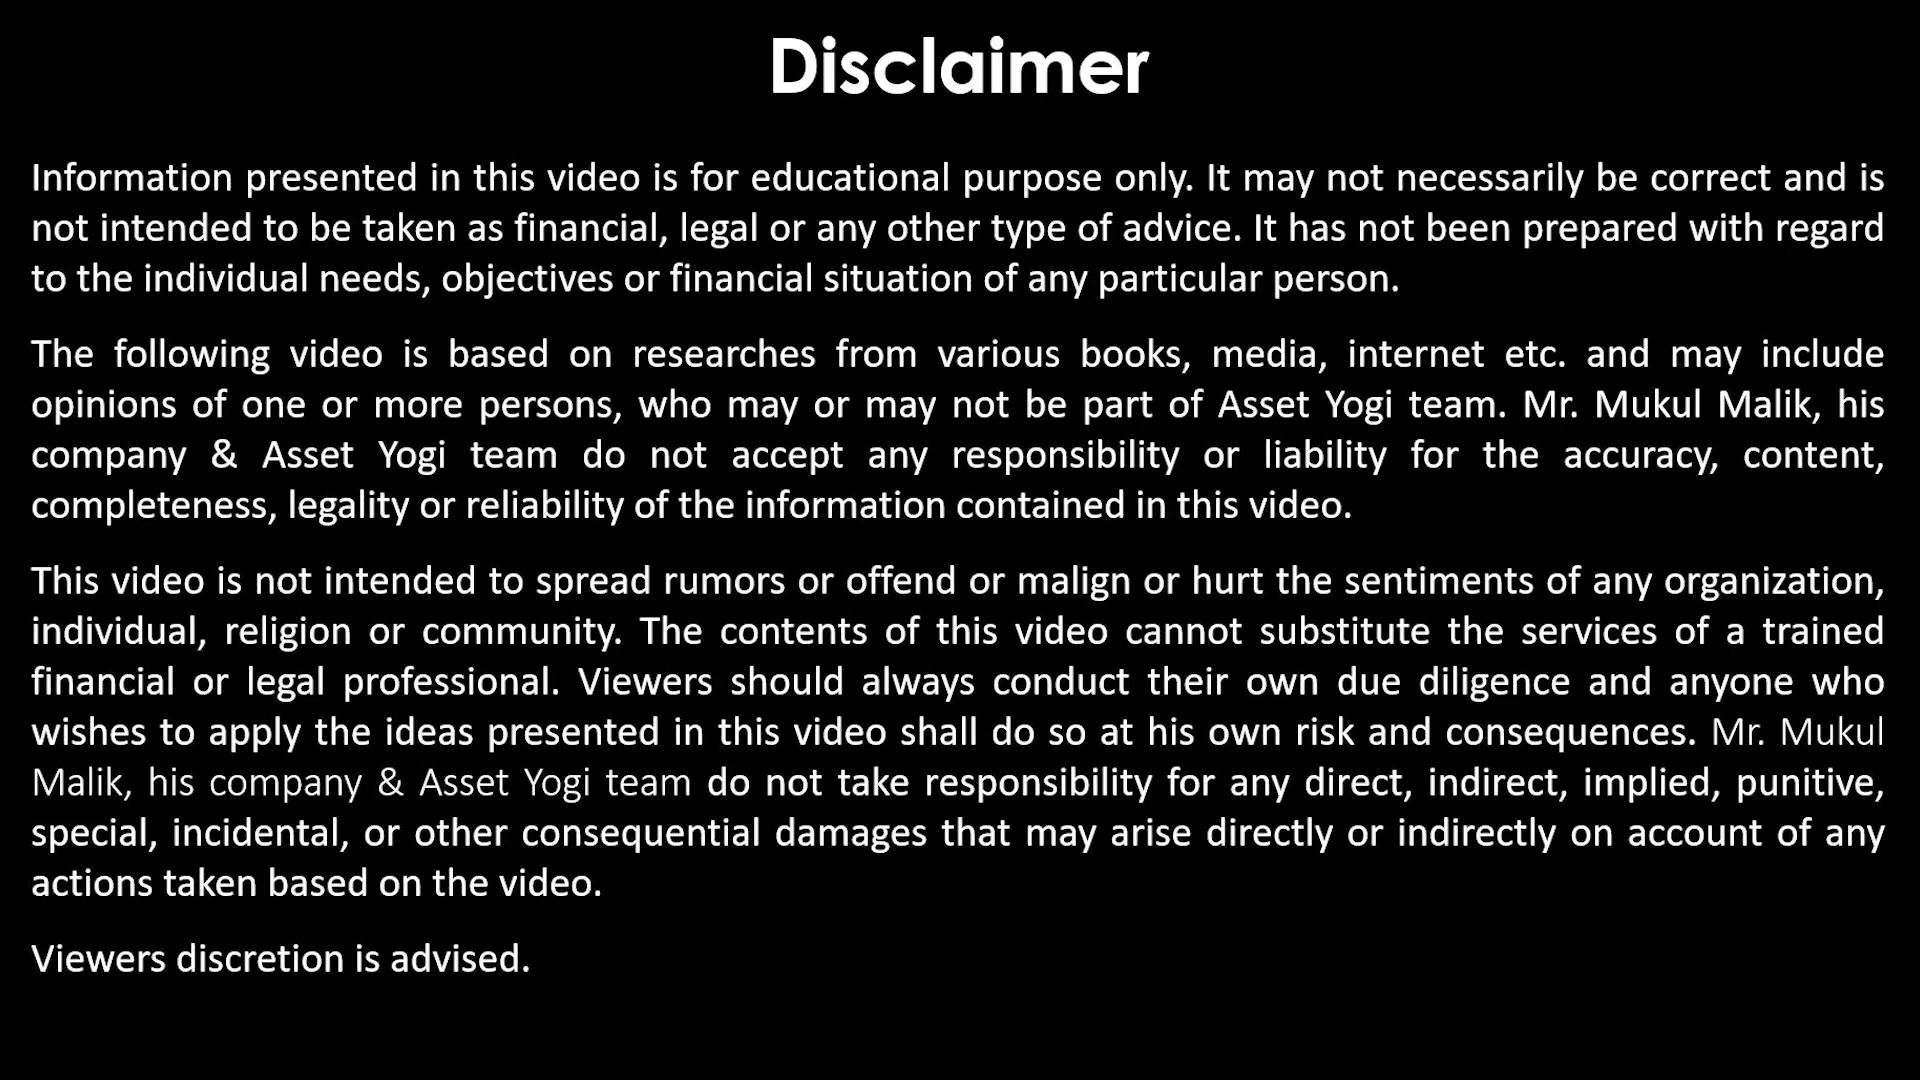 Disclaimer
Information presented in this video is for educational purpose only. It may not necessarily be correct and is
not intended to be taken as financial, legal or any other type of advice. It has not been prepared with regard
to the individual needs, objectives or financial situation of any particular person.
The following video is based on researches from various books, media, internet etc. and may include
opinions of one or more persons, who may or may not be part of Asset Yogi team. Mr. Mukul Malik, his
company & Asset Yogi team do not accept any responsibility or liability for the accuracy, content,
completeness, legality or reliability of the information contained in this video.
This video is not intended to spread rumors or offend or malign or hurt the sentiments of any organization,
individual, religion or community. The contents of this video cannot substitute the services of a trained
financial or legal professional. Viewers should always conduct their own due diligence and anyone who
wishes to apply the ideas presented in this video shall do so at his own risk and consequences. Mr. Mukul
Malik, his company & Asset Yogi team do not take responsibility for any direct, indirect, implied, punitive,
special, incidental, or other consequential damages that may arise directly or indirectly on account of any
actions taken based on the video.
Viewers discretion is advised.